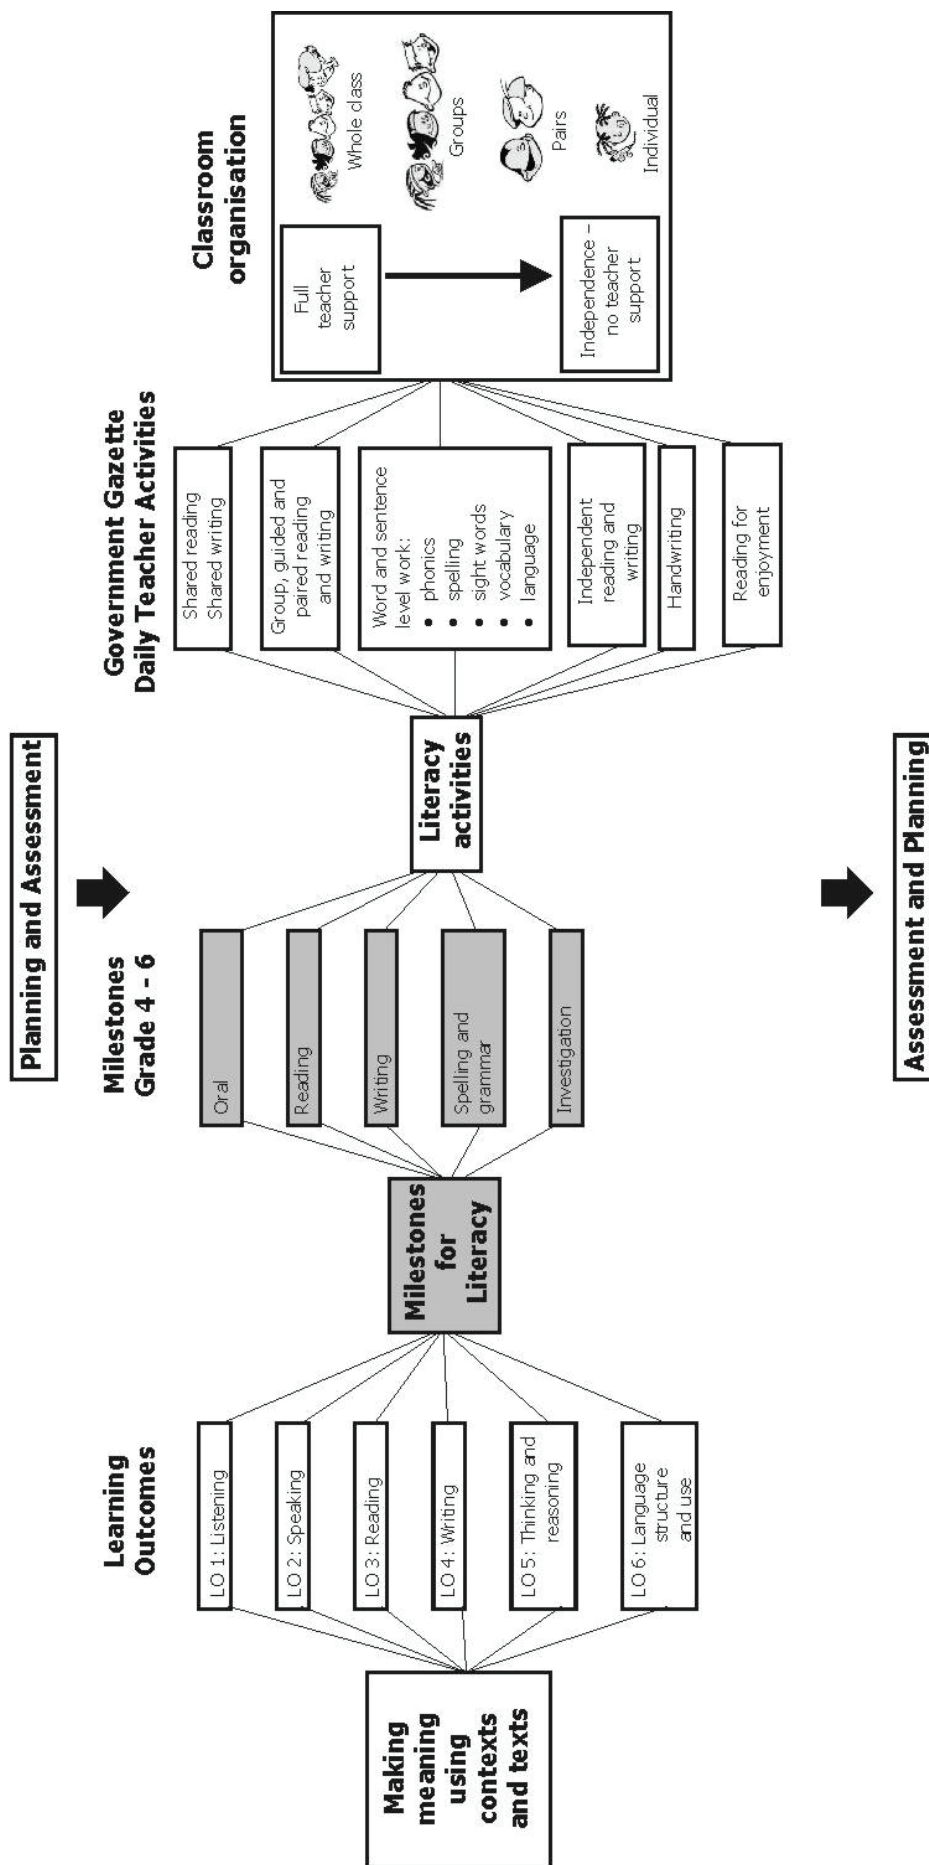 Planning and Assessment
Learning
Outcomes
Milestones
Grade 4 - 6
Government Gazette
Daily Teacher Activities
Classroom
organisation
Making
meaning
using
contexts
and texts
LO 1: Listening
LO 2: Speaking
LO 3: Reading
LO 4: Writing
LO 5: Thinking and
reasoning
LO 6: Language
structure
and use
Milestones
for
Literacy
Oral
Reading
Writing
Spelling and
grammar
Investigation
Literacy
activities
Shared reading
Shared writing
Group, guided and
paired reading
and writing
Word and sentence
level work:
• phonics
• spelling
• sight words
• vocabulary
• language
Independent
reading and
writing
Handwriting
Reading for
enjoyment
Full
teacher
support
Independence –
no teacher
support
Whole class
Groups
Pairs
Individual
Assessment and Planning